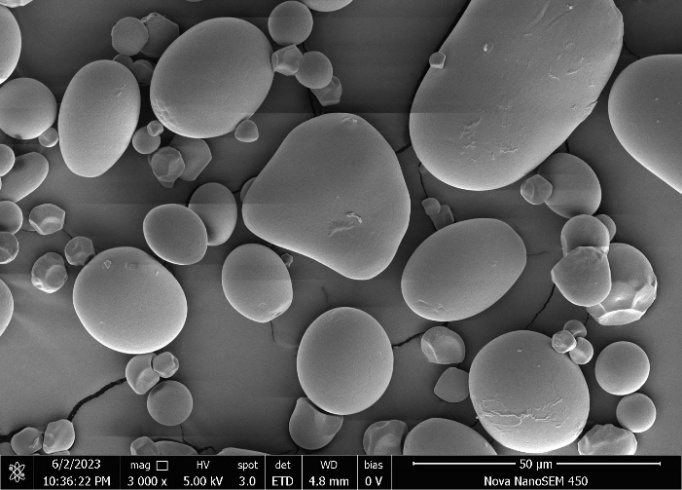 6/2/2023 mag HV spot det WD bias 50 µm
10:36:22 PM 3 000 x 5.00 kV 3.0 ETD 4.8 mm 0 V Nova NanoSEM 450